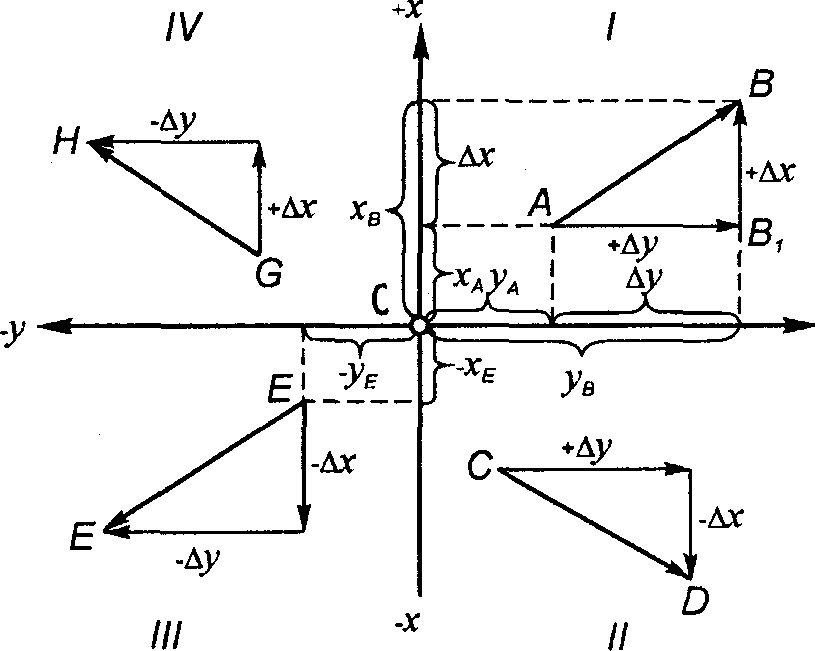 IV
+x
I
H
-Δy
B
Δx
x_B
+Δx
A
+Δx
G
+Δy
B₁
C
x_A
y_A
Δy
-y
-y_E
-x_E
y_B
E
C
+Δy
-Δx
-Δx
E
-Δy
D
III
-x
II